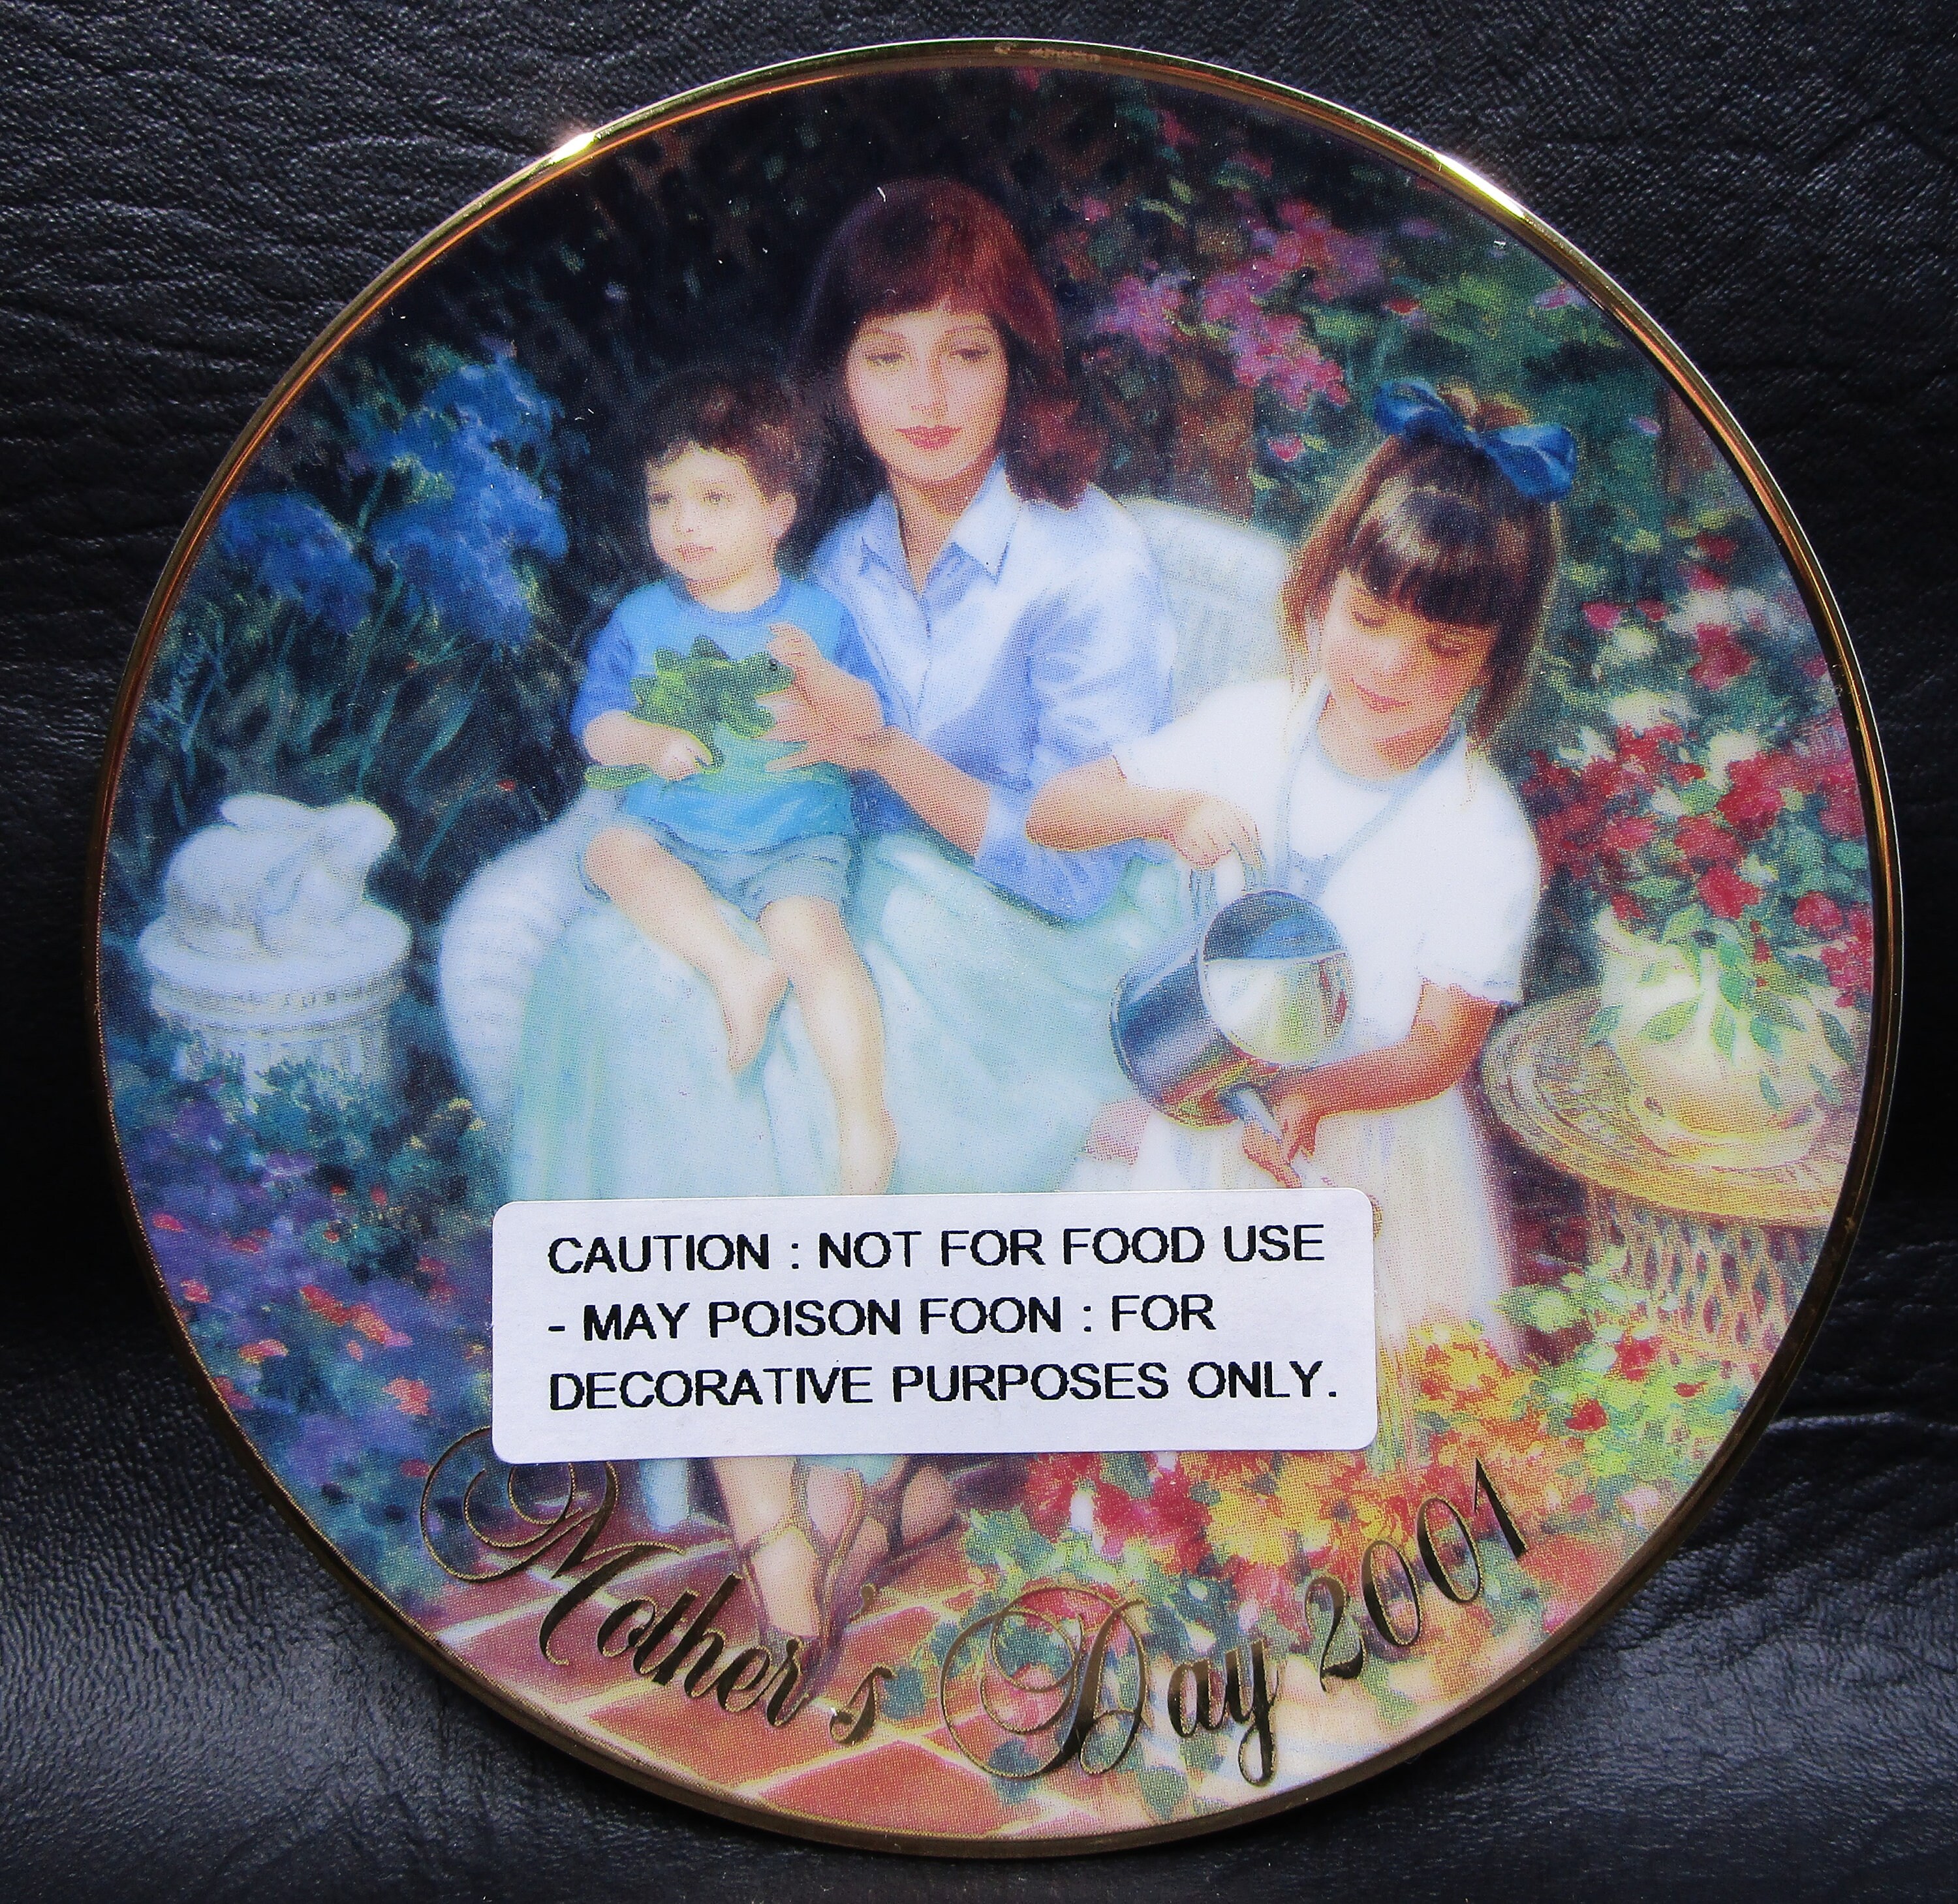 CAUTION : NOT FOR FOOD USE
- MAY POISON FOON : FOR
DECORATIVE PURPOSES ONLY.
Mother's Day 2001